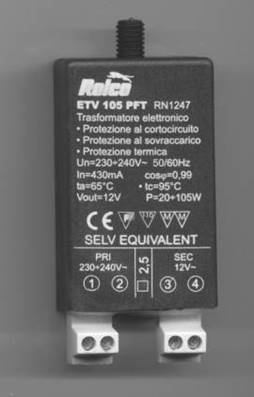 Relco
ETV 105 PFT RN1247
Trasformatore elettronico
• Protezione al cortocircuito
• Protezione al sovraccarico
• Protezione termica
Un=230÷240V~ 50/60Hz
In=430mA cosφ=0,99
ta=65°C • tc=95°C
Vout=12V P=20÷105W
CE F 110 M M
SELV EQUIVALENT
PRI 2,5 SEC
230÷240V~ 12V~
1 2 3 4